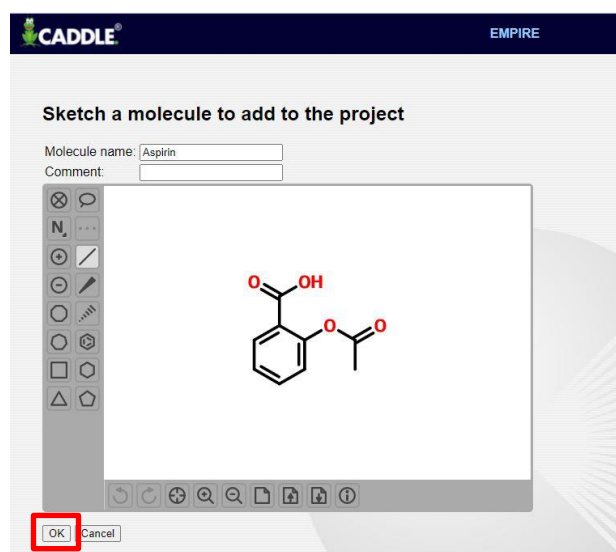 CADDLE®
EMPIRE
Sketch a molecule to add to the project
Molecule name: Aspirin
Comment:
N
O OH
O O
OK Cancel